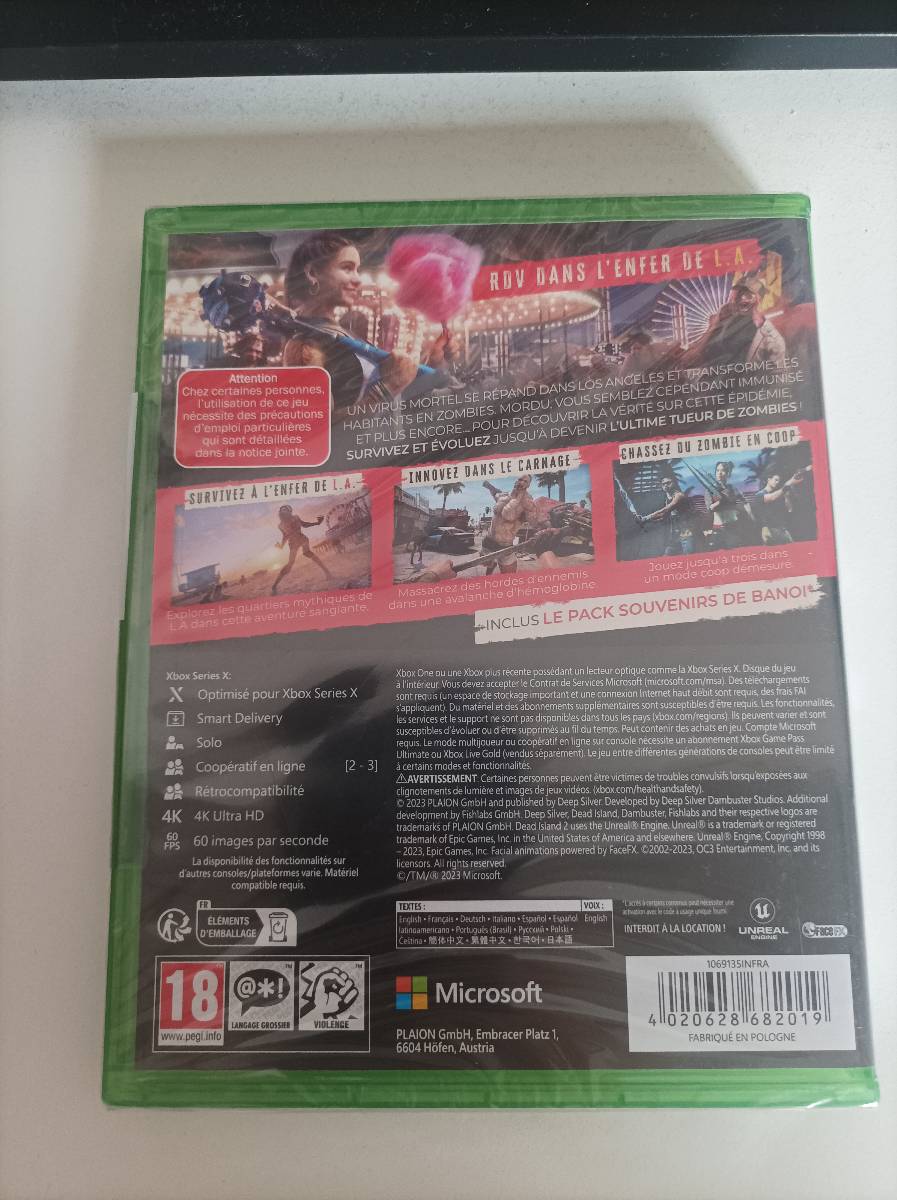 RDV DANS L'ENFER DE L.A.
Attention
Chez certaines personnes,
l'utilisation de ce jeu
nécessite des précautions
d'emploi particulières
qui sont détaillées
dans la notice jointe.
UN VIRUS MORTEL SE RÉPAND DANS LOS ANGELES ET TRANSFORME LES
HABITANTS EN ZOMBIES. MORDU, VOUS SEMBLEZ CEPENDANT IMMUNISÉ
ET PLUS ENCORE... POUR DÉCOUVRIR LA VÉRITÉ SUR CETTE ÉPIDÉMIE,
SURVIVEZ ET ÉVOLUEZ JUSQU'À DEVENIR L'ULTIME TUEUR DE ZOMBIES !
SURVIVEZ À L'ENFER DE L.A.
INNOVEZ DANS LE CARNAGE
CHASSEZ DU ZOMBIE EN COOP
Explorez les quartiers mythiques de
L.A dans cette aventure sanglante.
Massacrez des hordes d'ennemis
dans une avalanche d'hémoglobine.
Jouez jusqu'à trois dans
un mode coop démesuré.
INCLUS LE PACK SOUVENIRS DE BANOI*
Xbox Series X:
Optimisé pour Xbox Series X
Smart Delivery
Solo
Coopératif en ligne [2 - 3]
Rétrocompatibilité
4K 4K Ultra HD
60 FPS 60 images par seconde
La disponibilité des fonctionnalités sur
d'autres consoles/plateformes varie. Matériel
compatible requis.
Xbox One ou une Xbox plus récente possédant un lecteur optique comme la Xbox Series X. Disque du jeu
à l'intérieur. Vous devez accepter le Contrat de Services Microsoft (microsoft.com/msa). Des téléchargements
sont requis (un espace de stockage important et une connexion Internet haut débit sont requis, des frais FAI
s'appliquent). Du matériel et des abonnements supplémentaires sont susceptibles d'être requis. Les fonctionnalités,
les services et le support ne sont pas disponibles dans tous les pays (xbox.com/regions). Ils peuvent varier et sont
susceptibles d'évoluer ou d'être supprimés au fil du temps. Peut contenir des achats en jeu. Compte Microsoft
requis. Le mode multijoueur ou coopératif en ligne sur console nécessite un abonnement Xbox Game Pass
Ultimate ou Xbox Live Gold (vendus séparément). Le jeu entre différentes générations de consoles peut être limité
à certains modes et fonctionnalités.
⚠AVERTISSEMENT Certaines personnes peuvent être victimes de troubles convulsifs lorsqu'exposées aux
clignotements de lumière et images de jeux vidéos. (xbox.com/healthandsafety).
© 2023 PLAION GmbH and published by Deep Silver. Developed by Deep Silver Dambuster Studios. Additional
development by Fishlabs GmbH. Deep Silver, Dead Island, Dambuster, Fishlabs and their respective logos are
trademarks of PLAION GmbH. Dead Island 2 uses the Unreal® Engine. Unreal® is a trademark or registered
trademark of Epic Games, Inc. in the United States of America and elsewhere. Unreal® Engine, Copyright 1998
– 2023, Epic Games, Inc. Facial animations powered by FaceFX. ©2002-2023, OC3 Entertainment, Inc. and its
licensors. All rights reserved.
©/TM/® 2023 Microsoft.
FR
ÉLÉMENTS
D'EMBALLAGE
TEXTES : VOIX :
English • Français • Deutsch • Italiano • Español • Español English
latinoamericano • Português (Brasil) • Русский • Polski •
Čeština • 简体中文 • 繁體中文 • 한국어 • 日本語
*L'accès à certains contenus peut nécessiter une
activation avec le code à usage unique fourni.
INTERDIT À LA LOCATION !
UNREAL
ENGINE
FACEFX
18
www.pegi.info
@*!
LANGAGE GROSSIER
VIOLENCE
Microsoft
PLAION GmbH, Embracer Platz 1,
6604 Höfen, Austria
1069135INFRA
4 020628 682019
FABRIQUÉ EN POLOGNE